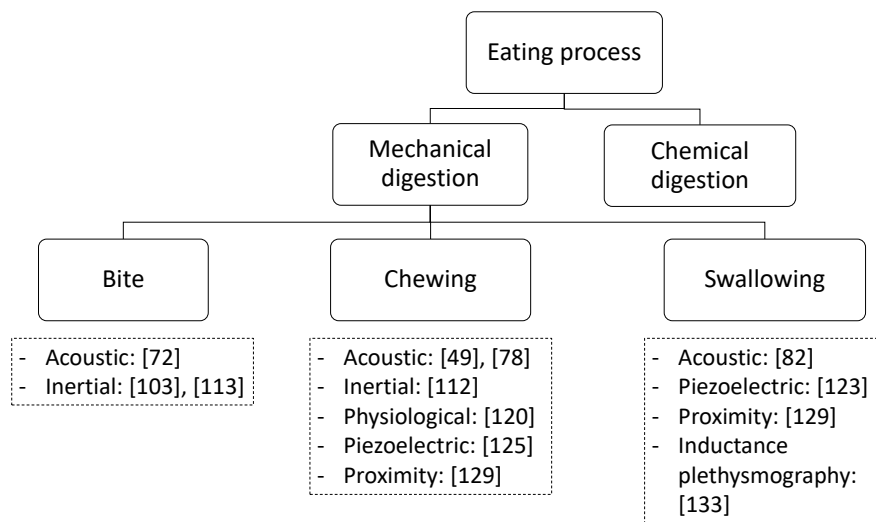 Eating process
Mechanical
digestion
Chemical
digestion
Bite
Chewing
Swallowing
- Acoustic: [72]
- Inertial: [103], [113]
- Acoustic: [49], [78]
- Inertial: [112]
- Physiological: [120]
- Piezoelectric: [125]
- Proximity: [129]
- Acoustic: [82]
- Piezoelectric: [123]
- Proximity: [129]
- Inductance
plethysmography:
[133]